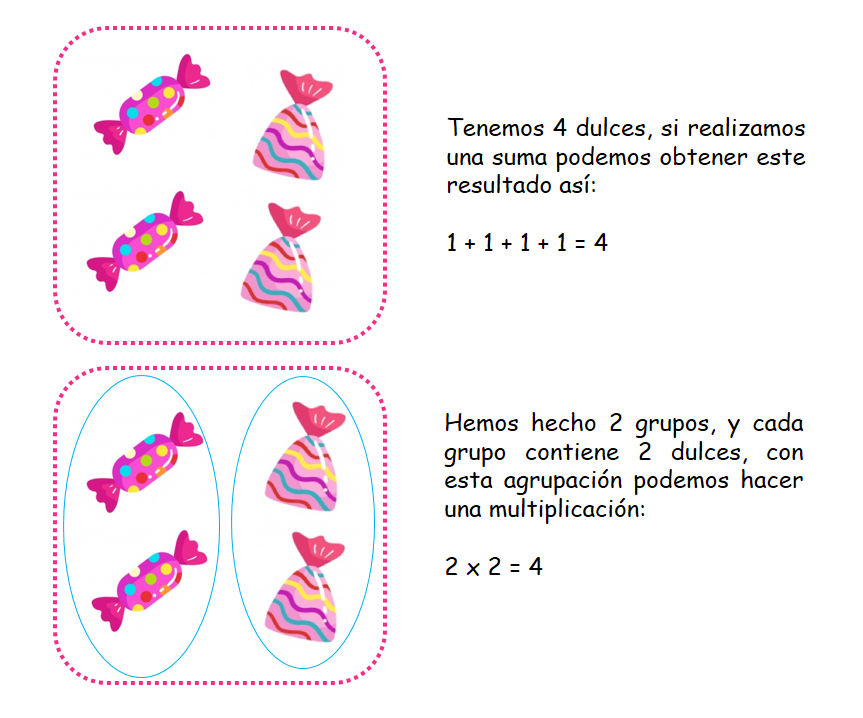 Tenemos 4 dulces, si realizamos
una suma podemos obtener este
resultado así:
1 + 1 + 1 + 1 = 4
Hemos hecho 2 grupos, y cada
grupo contiene 2 dulces, con
esta agrupación podemos hacer
una multiplicación:
2 x 2 = 4